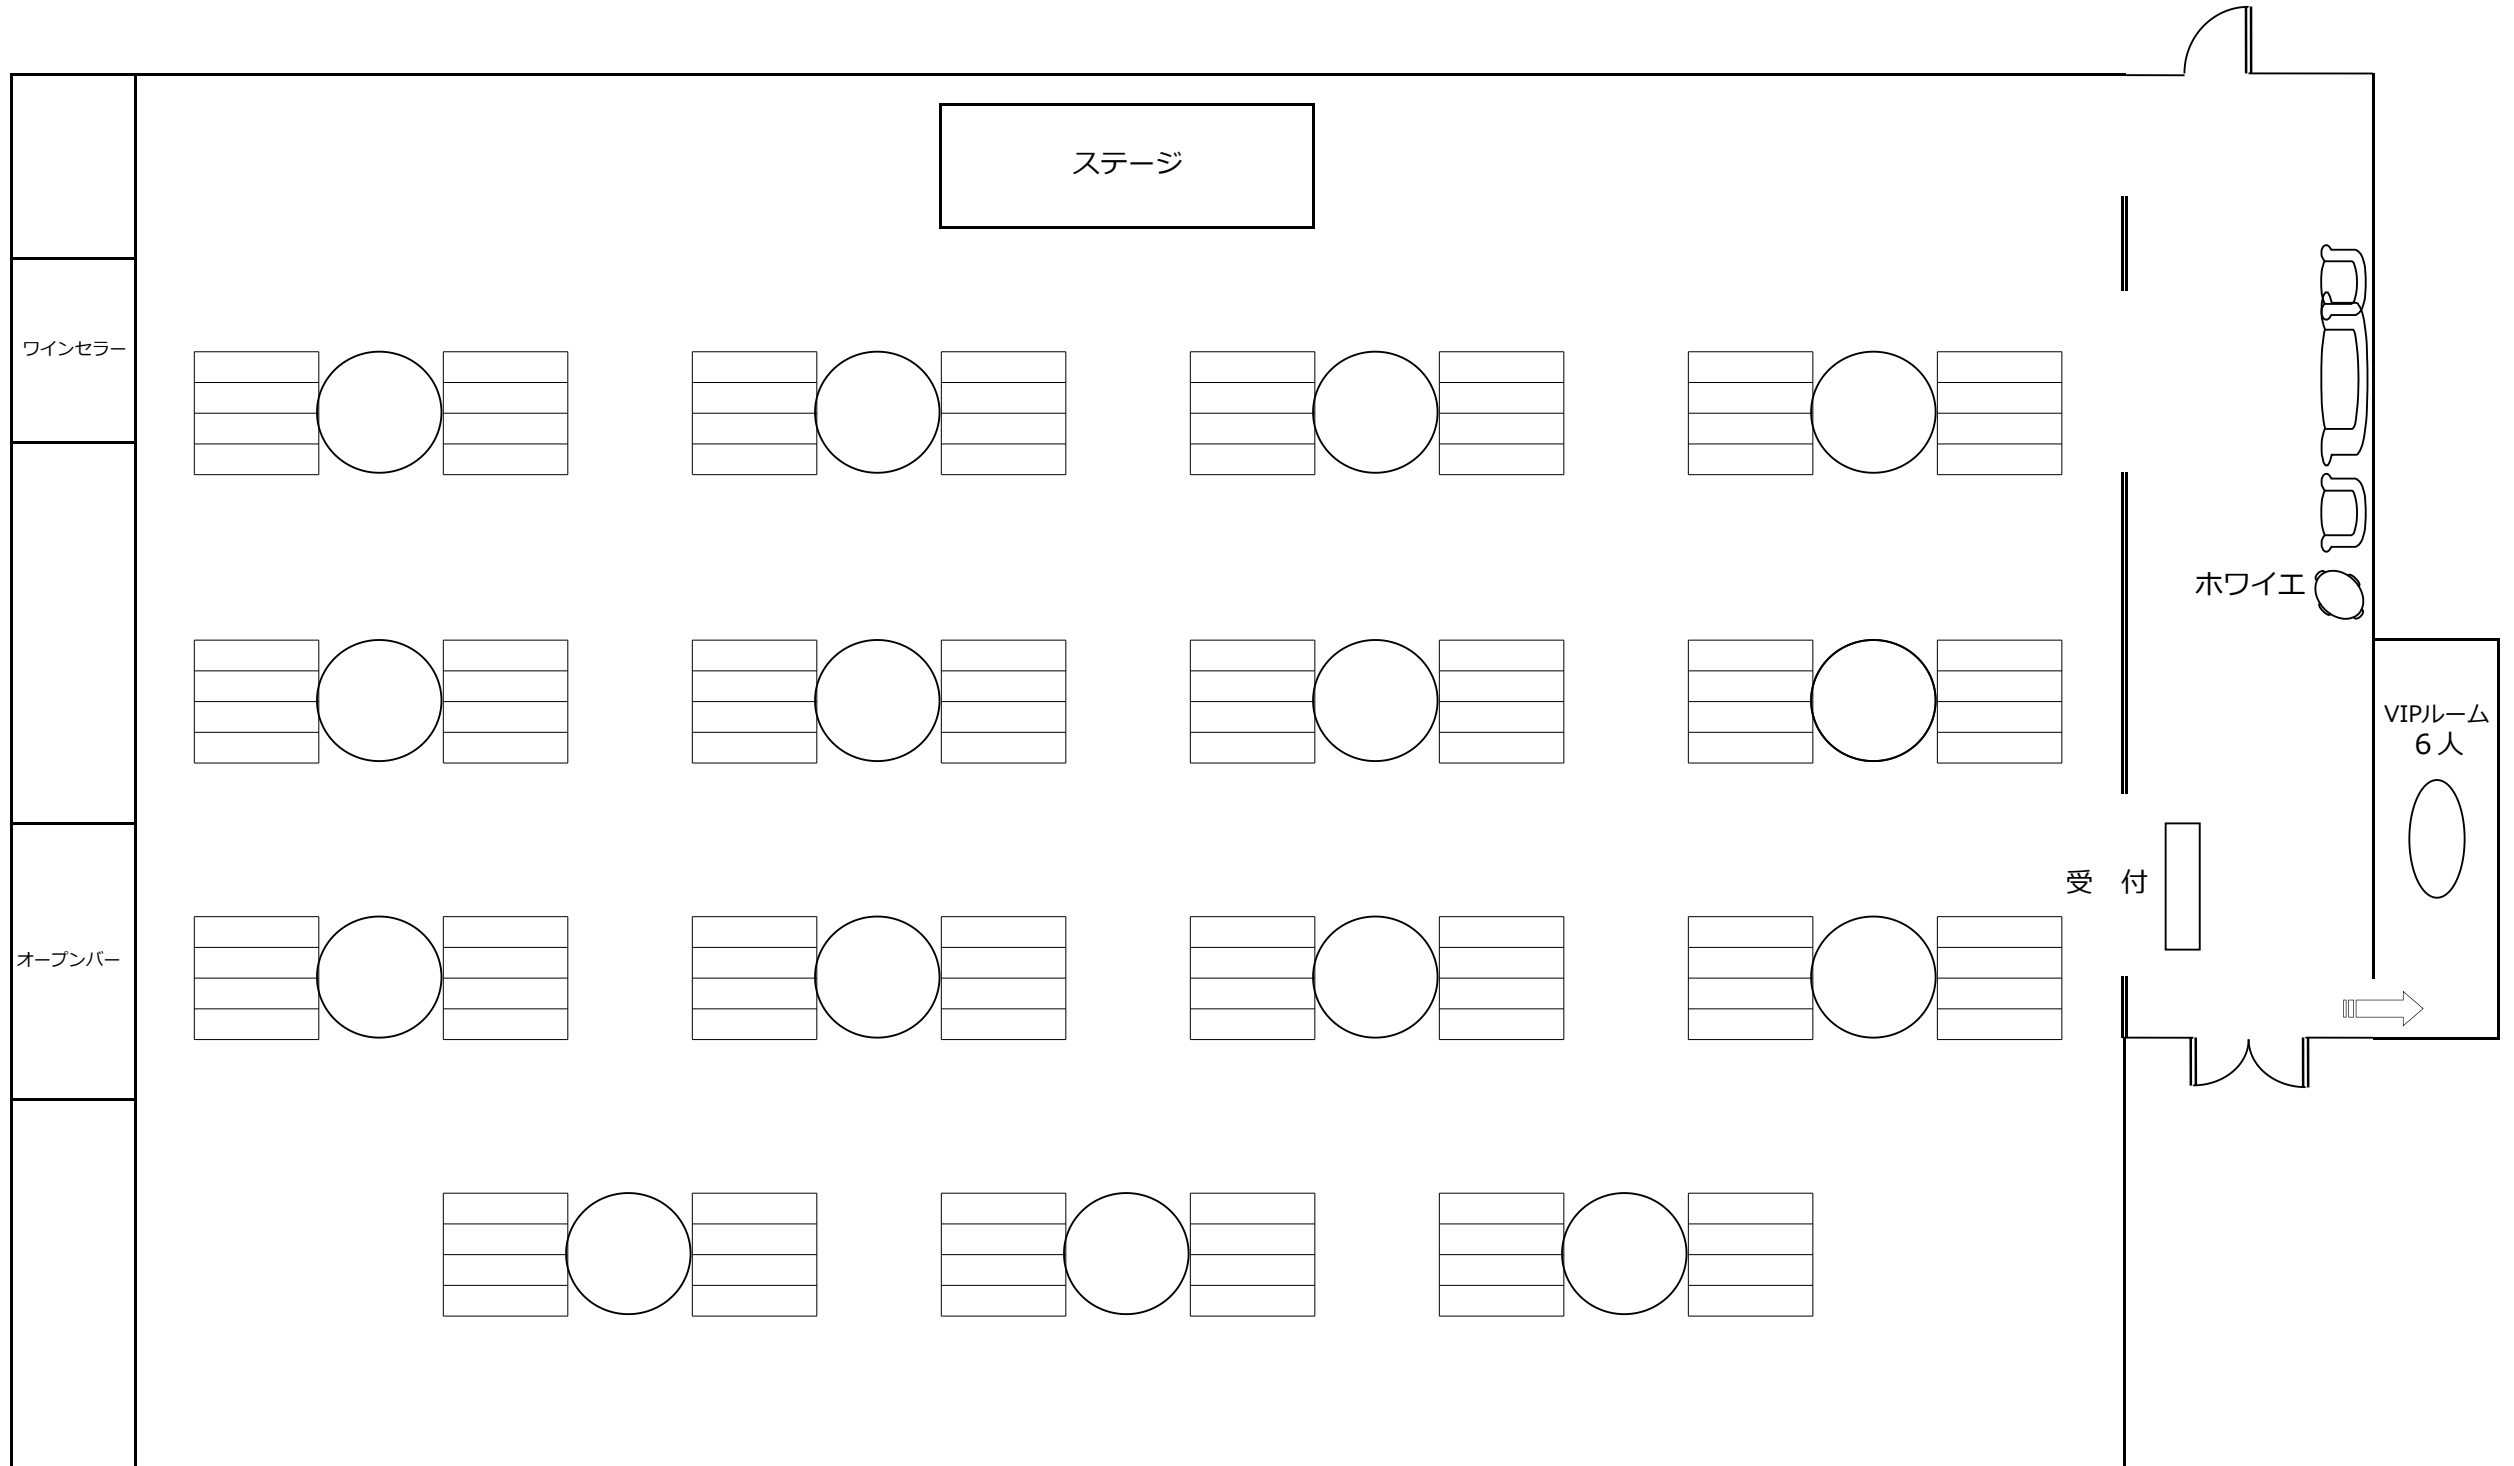 ステージ
ワインセラー
ホワイエ
VIPルーム
６人
受　付
オープンバー